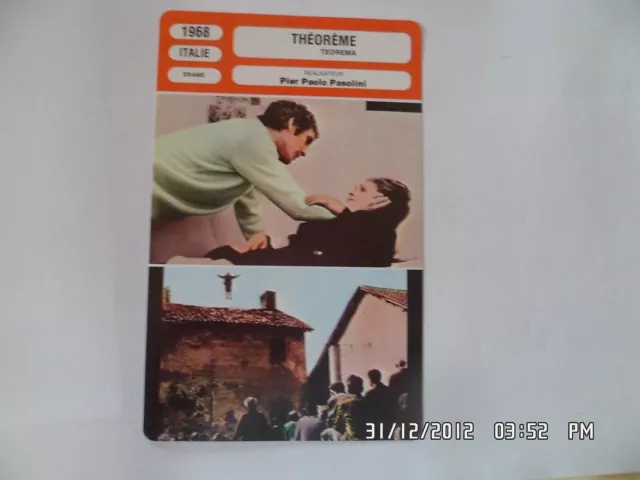 1968
ITALIE
DRAME
THÉORÈME
TEOREMA
RÉALISATEUR
Pier Paolo Pasolini
31/12/2012 03:52 PM